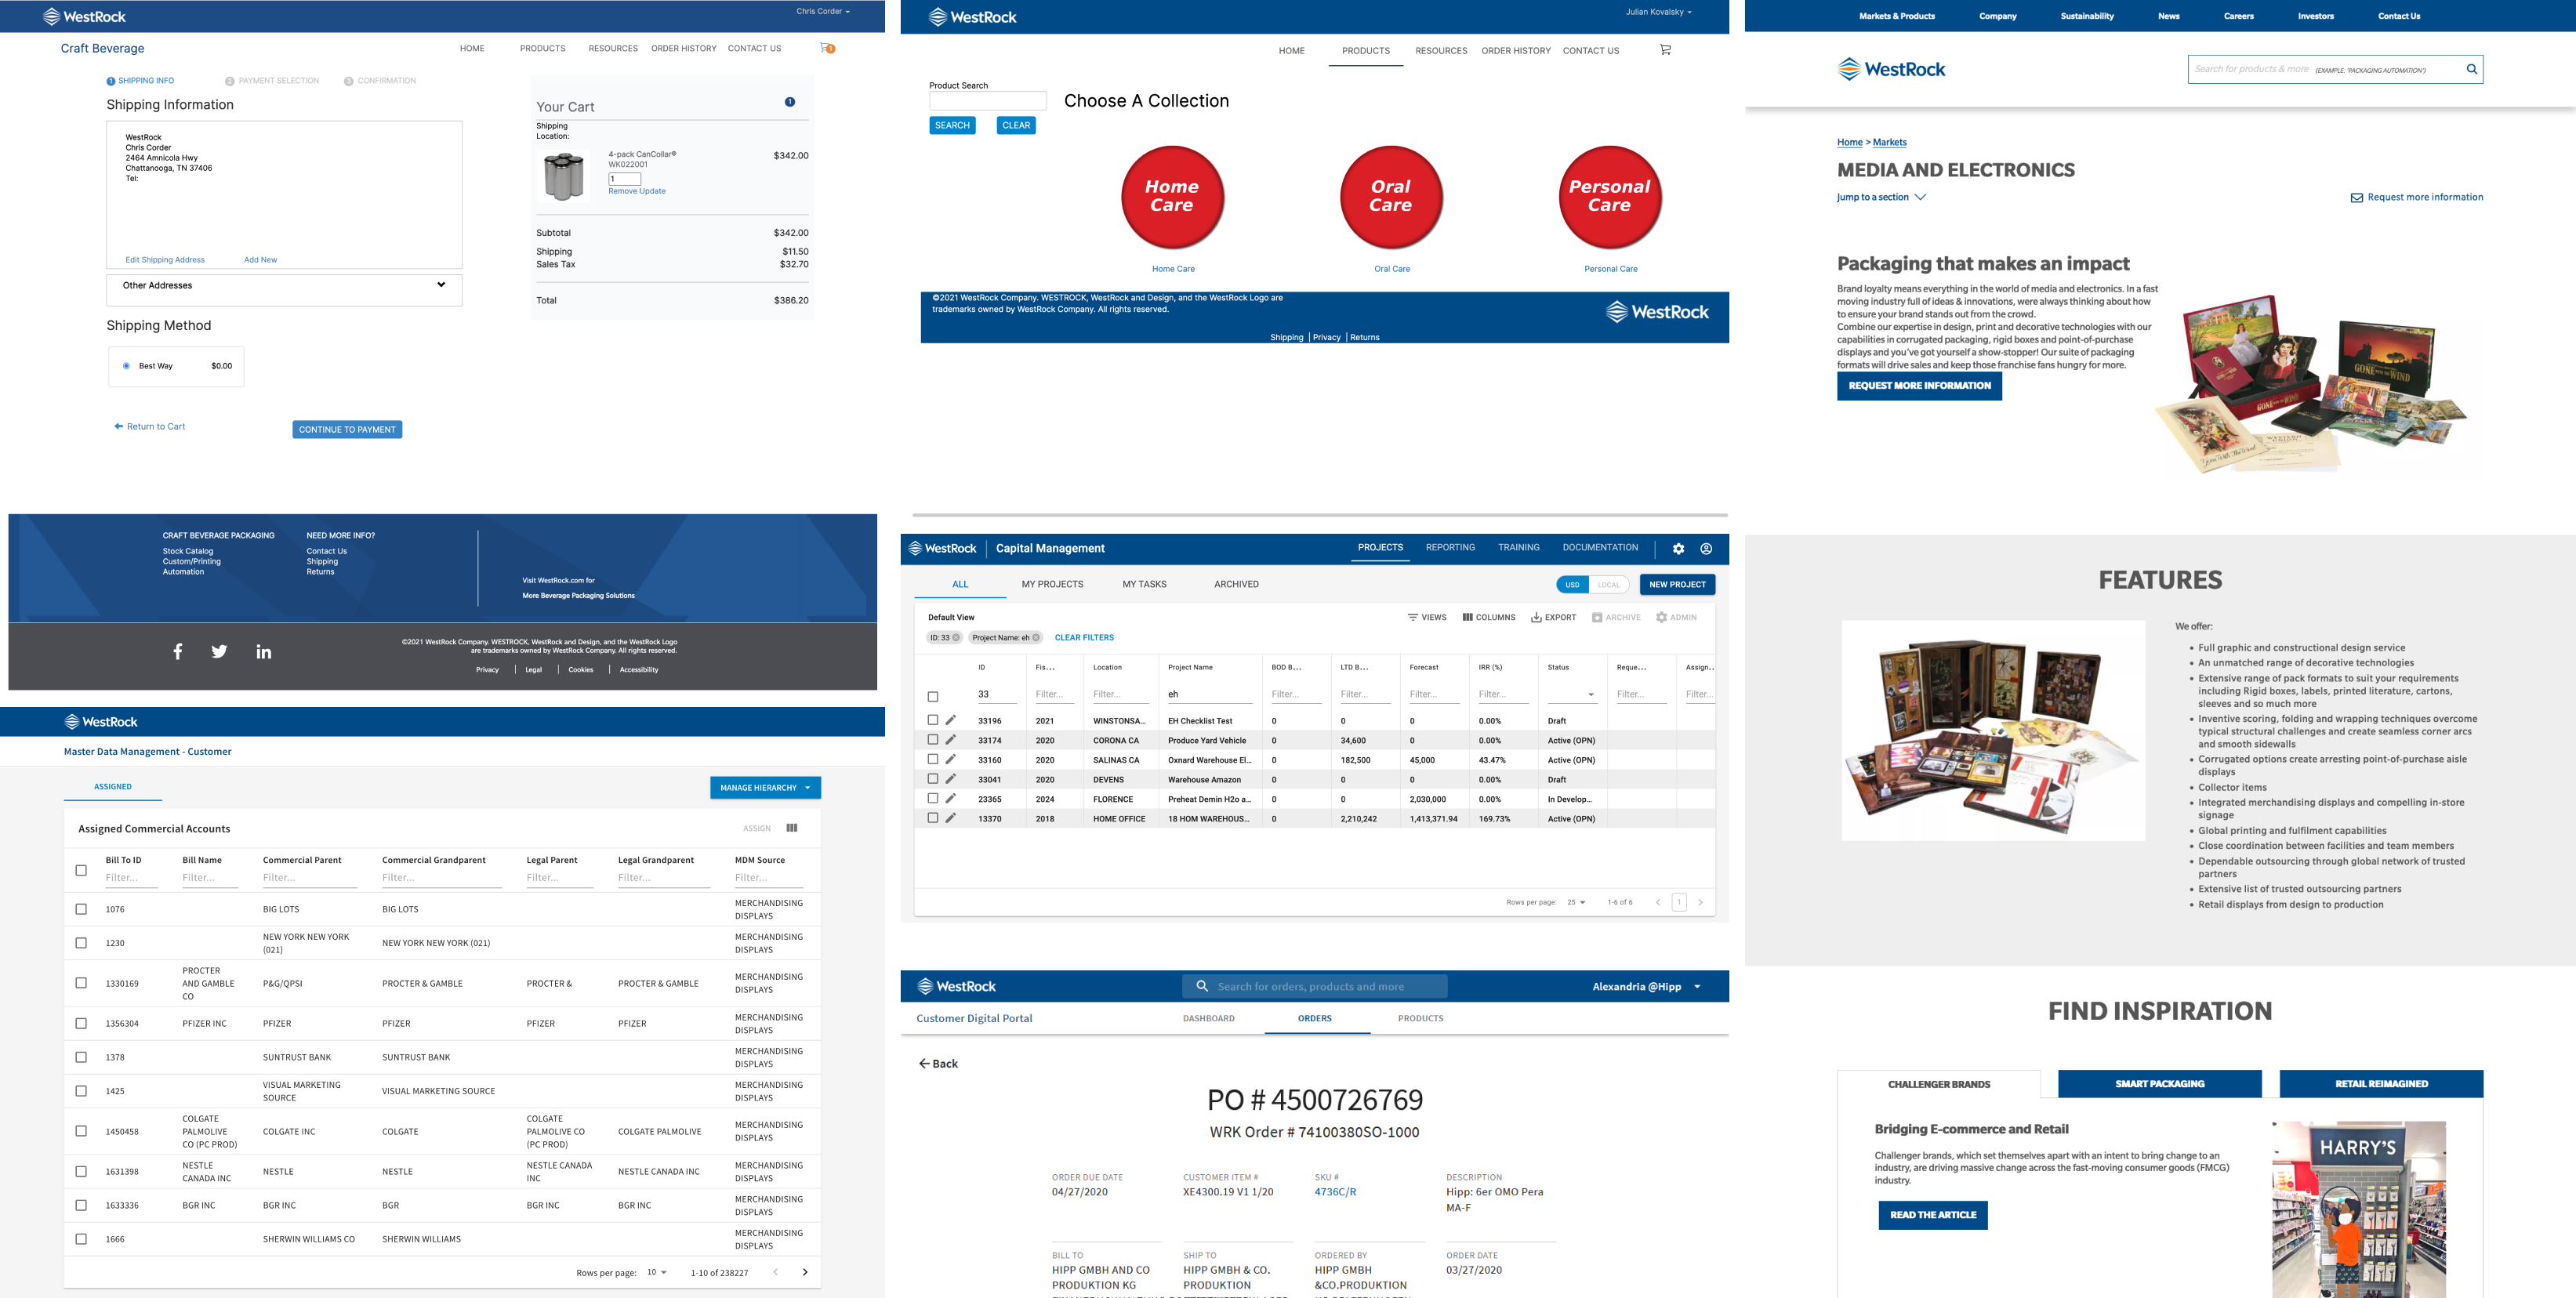 WestRock
Chris Corder
Craft Beverage
HOME
PRODUCTS
RESOURCES
ORDER HISTORY
CONTACT US
1
1 SHIPPING INFO
2 PAYMENT SELECTION
3 CONFIRMATION
Shipping Information
WestRock
Chris Corder
2464 Amnicola Hwy
Chattanooga, TN 37406
Tel:
Edit Shipping Address
Add New
Other Addresses
Shipping Method
Best Way
$0.00
Return to Cart
CONTINUE TO PAYMENT
Your Cart
1
Shipping
Location:
4-pack CanCollar®
WK022001
$342.00
1
Remove Update
Subtotal
$342.00
Shipping
$11.50
Sales Tax
$32.70
Total
$386.20
CRAFT BEVERAGE PACKAGING
Stock Catalog
Custom/Printing
Automation
NEED MORE INFO?
Contact Us
Shipping
Returns
Visit WestRock.com for
More Beverage Packaging Solutions
©2021 WestRock Company. WESTROCK, WestRock and Design, and the WestRock Logo
are trademarks owned by WestRock Company. All rights reserved.
Privacy | Legal | Cookies | Accessibility
WestRock
Master Data Management - Customer
ASSIGNED
MANAGE HIERARCHY
Assigned Commercial Accounts
ASSIGN
Bill To ID
Bill Name
Commercial Parent
Commercial Grandparent
Legal Parent
Legal Grandparent
MDM Source
Filter...
Filter...
Filter...
Filter...
Filter...
Filter...
Filter...
1076
BIG LOTS
BIG LOTS
MERCHANDISING
DISPLAYS
1230
NEW YORK NEW YORK
(021)
NEW YORK NEW YORK (021)
MERCHANDISING
DISPLAYS
1330169
PROCTER
AND GAMBLE
CO
P&G/QPSI
PROCTER & GAMBLE
PROCTER &
PROCTER & GAMBLE
MERCHANDISING
DISPLAYS
1356304
PFIZER INC
PFIZER
PFIZER
PFIZER
PFIZER
MERCHANDISING
DISPLAYS
1378
SUNTRUST BANK
SUNTRUST BANK
MERCHANDISING
DISPLAYS
1425
VISUAL MARKETING
SOURCE
VISUAL MARKETING SOURCE
MERCHANDISING
DISPLAYS
1450458
COLGATE
PALMOLIVE
CO (PC PROD)
COLGATE INC
COLGATE
COLGATE
PALMOLIVE CO
(PC PROD)
COLGATE PALMOLIVE
MERCHANDISING
DISPLAYS
1631398
NESTLE
CANADA INC
NESTLE
NESTLE
NESTLE CANADA
INC
NESTLE CANADA INC
MERCHANDISING
DISPLAYS
1633336
BGR INC
BGR INC
BGR
BGR INC
BGR INC
MERCHANDISING
DISPLAYS
1666
SHERWIN WILLIAMS CO
SHERWIN WILLIAMS
MERCHANDISING
DISPLAYS
Rows per page: 10
1-10 of 238227
WestRock
Julian Kovalsky
HOME
PRODUCTS
RESOURCES
ORDER HISTORY
CONTACT US
Product Search
SEARCH
CLEAR
Choose A Collection
Home
Care
Oral
Care
Personal
Care
Home Care
Oral Care
Personal Care
©2021 WestRock Company. WESTROCK, WestRock and Design, and the WestRock Logo are
trademarks owned by WestRock Company. All rights reserved.
WestRock
Shipping | Privacy | Returns
WestRock
Capital Management
PROJECTS
REPORTING
TRAINING
DOCUMENTATION
ALL
MY PROJECTS
MY TASKS
ARCHIVED
USD
LOCAL
NEW PROJECT
Default View
VIEWS
COLUMNS
EXPORT
ARCHIVE
ADMIN
ID: 33
Project Name: eh
CLEAR FILTERS
ID
Fis...
Location
Project Name
BOD B...
LTD B...
Forecast
IRR (%)
Status
Reque...
Assign..
33
Filter...
Filter...
eh
Filter...
Filter...
Filter...
Filter...
Filter...
Filter...
33196 2021 WINSTONSA... EH Checklist Test 0 0 0 0.00% Draft
33174 2020 CORONA CA Produce Yard Vehicle 0 34,600 0 0.00% Active (OPN)
33160 2020 SALINAS CA Oxnard Warehouse El... 0 182,500 45,000 43.47% Active (OPN)
33041 2020 DEVENS Warehouse Amazon 0 0 0 0.00% Draft
23365 2024 FLORENCE Preheat Demin H2o a... 0 0 2,030,000 0.00% In Develop...
13370 2018 HOME OFFICE 18 HOM WAREHOUS... 0 2,210,242 1,413,371.94 169.73% Active (OPN)
Rows per page: 25
1-6 of 6
1
WestRock
Search for orders, products and more
Alexandria @Hipp
Customer Digital Portal
DASHBOARD
ORDERS
PRODUCTS
Back
PO # 4500726769
WRK Order # 74100380SO-1000
ORDER DUE DATE
04/27/2020
CUSTOMER ITEM #
XE4300.19 V1 1/20
SKU #
4736C/R
DESCRIPTION
Hipp: 6er OMO Pera
MA-F
BILL TO
HIPP GMBH AND CO
PRODUKTION KG
SHIP TO
HIPP GMBH & CO.
PRODUKTION
ORDERED BY
HIPP GMBH
&CO.PRODUKTION
ORDER DATE
03/27/2020
Markets & Products
Company
Sustainability
News
Careers
Investors
Contact Us
WestRock
Search for products & more (EXAMPLE: 'PACKAGING AUTOMATION')
Home > Markets
MEDIA AND ELECTRONICS
Jump to a section
Request more information
Packaging that makes an impact
Brand loyalty means everything in the world of media and electronics. In a fast
moving industry full of ideas & innovations, were always thinking about how
to ensure your brand stands out from the crowd.
Combine our expertise in design, print and decorative technologies with our
capabilities in corrugated packaging, rigid boxes and point-of-purchase
displays and you've got yourself a show-stopper! Our suite of packaging
formats will drive sales and keep those franchise fans hungry for more.
REQUEST MORE INFORMATION
GONE WITH THE WIND
FEATURES
We offer:
• Full graphic and constructional design service
• An unmatched range of decorative technologies
• Extensive range of pack formats to suit your requirements
including Rigid boxes, labels, printed literature, cartons,
sleeves and so much more
• Inventive scoring, folding and wrapping techniques overcome
typical structural challenges and create seamless corner arcs
and smooth sidewalls
• Corrugated options create arresting point-of-purchase aisle
displays
• Collector items
• Integrated merchandising displays and compelling in-store
signage
• Global printing and fulfilment capabilities
• Close coordination between facilities and team members
• Dependable outsourcing through global network of trusted
partners
• Extensive list of trusted outsourcing partners
• Retail displays from design to production
FIND INSPIRATION
CHALLENGER BRANDS
SMART PACKAGING
RETAIL REIMAGINED
Bridging E-commerce and Retail
Challenger brands, which set themselves apart with an intent to bring change to an
industry, are driving massive change across the fast-moving consumer goods (FMCG)
industry.
READ THE ARTICLE
HARRY'S